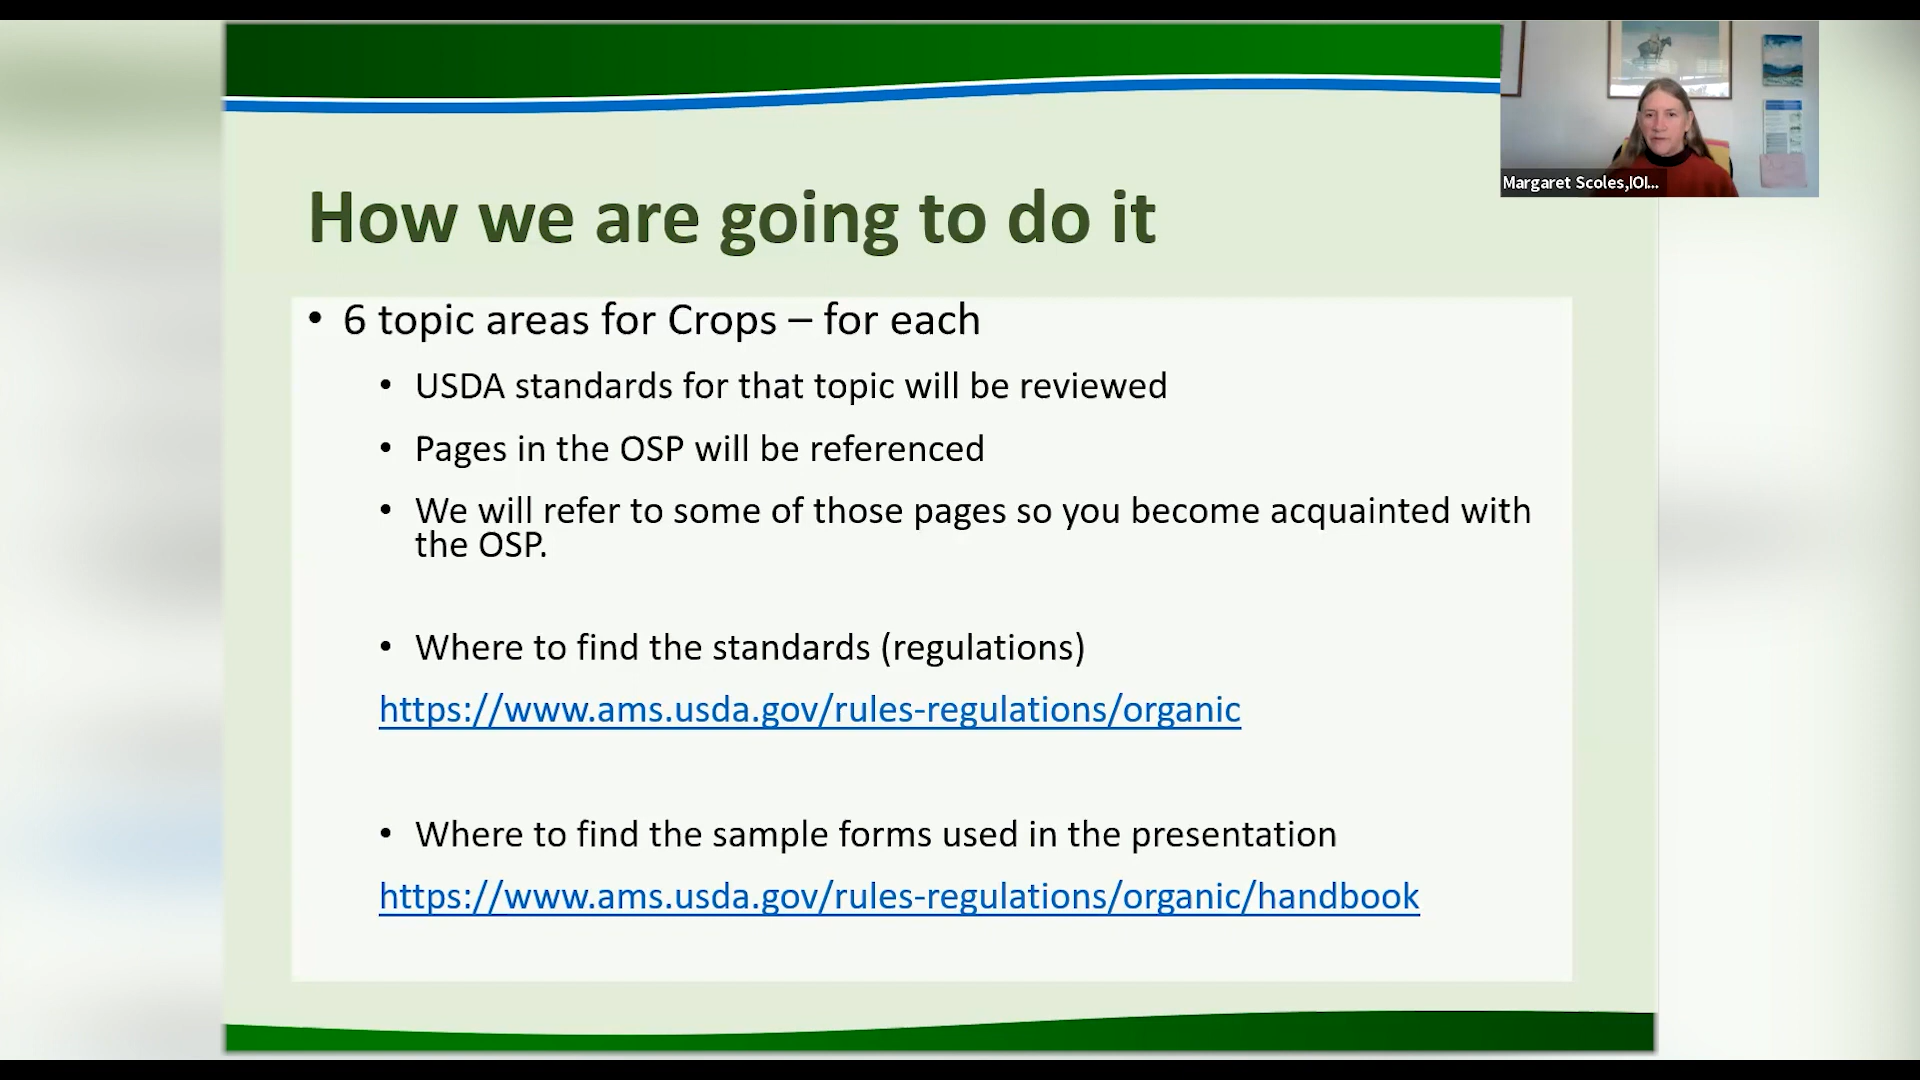 Margaret Scoles,IOI...
How we are going to do it
• 6 topic areas for Crops – for each
• USDA standards for that topic will be reviewed
• Pages in the OSP will be referenced
• We will refer to some of those pages so you become acquainted with
the OSP.
• Where to find the standards (regulations)
https://www.ams.usda.gov/rules-regulations/organic
• Where to find the sample forms used in the presentation
https://www.ams.usda.gov/rules-regulations/organic/handbook